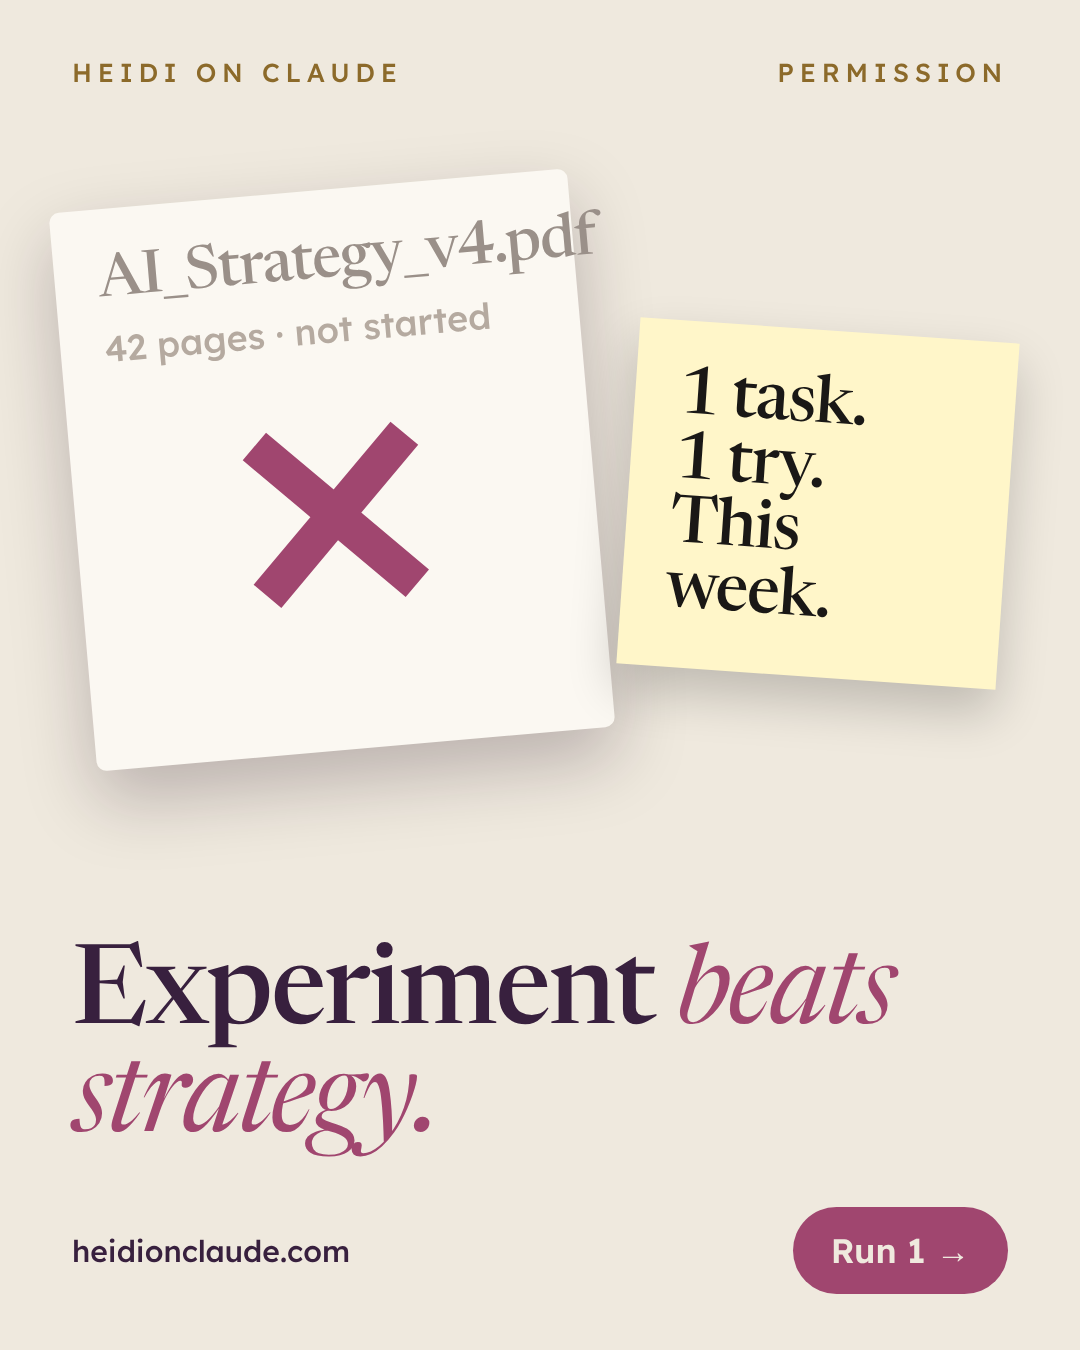 HEIDI ON CLAUDE
PERMISSION
AI_Strategy_v4.pdf
42 pages · not started
1 task.
1 try.
This
week.
Experiment beats
strategy.
heidionclaude.com
Run 1 →